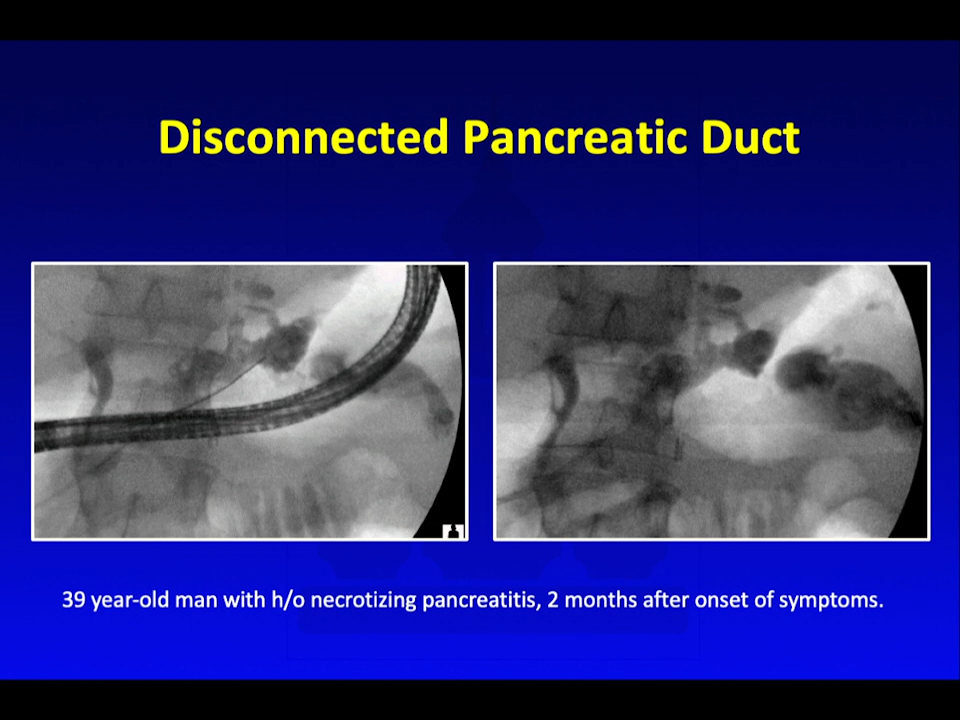 Disconnected Pancreatic Duct
39 year-old man with h/o necrotizing pancreatitis, 2 months after onset of symptoms.